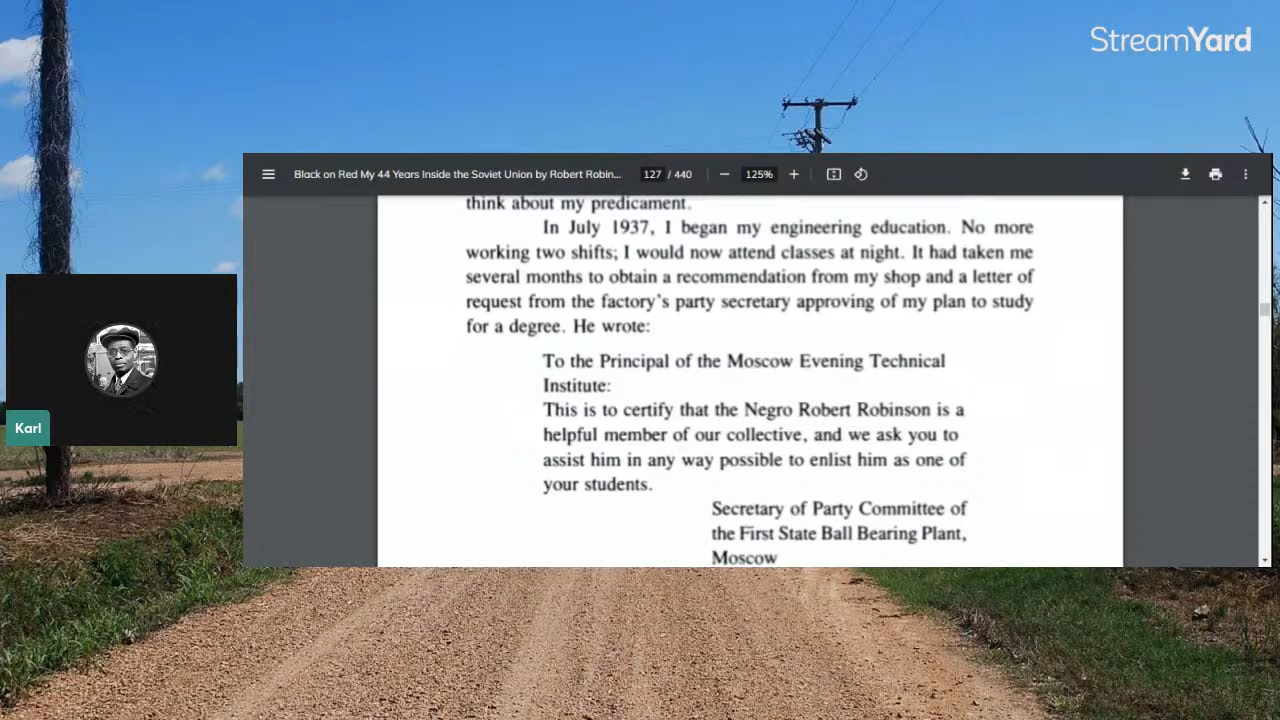 StreamYard
Black on Red My 44 Years Inside the Soviet Union by Robert Robin...
127 / 440
125%
think about my predicament.
In July 1937, I began my engineering education. No more
working two shifts; I would now attend classes at night. It had taken me
several months to obtain a recommendation from my shop and a letter of
request from the factory's party secretary approving of my plan to study
for a degree. He wrote:
To the Principal of the Moscow Evening Technical
Institute:
This is to certify that the Negro Robert Robinson is a
helpful member of our collective, and we ask you to
assist him in any way possible to enlist him as one of
your students.
Secretary of Party Committee of
the First State Ball Bearing Plant,
Moscow
Karl